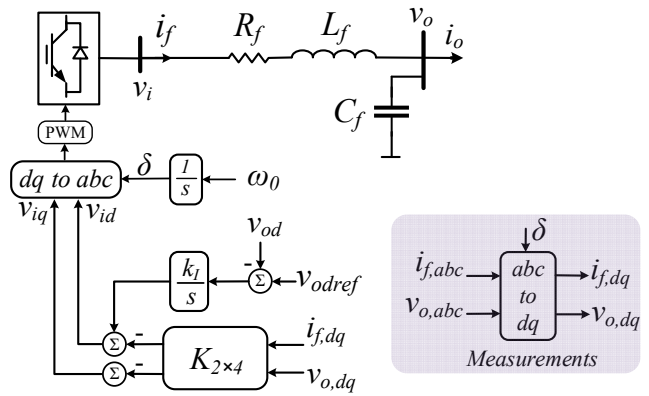 i_f
R_f
L_f
v_o
i_o
v_i
C_f
PWM
dq to abc
δ
1
s
ω_0
v_iq
v_id
v_od
-
k_I
s
Σ
v_odref
-
Σ
-
Σ
K_2×4
i_f,dq
v_o,dq
δ
i_f,abc
v_o,abc
abc
to
dq
i_f,dq
v_o,dq
Measurements